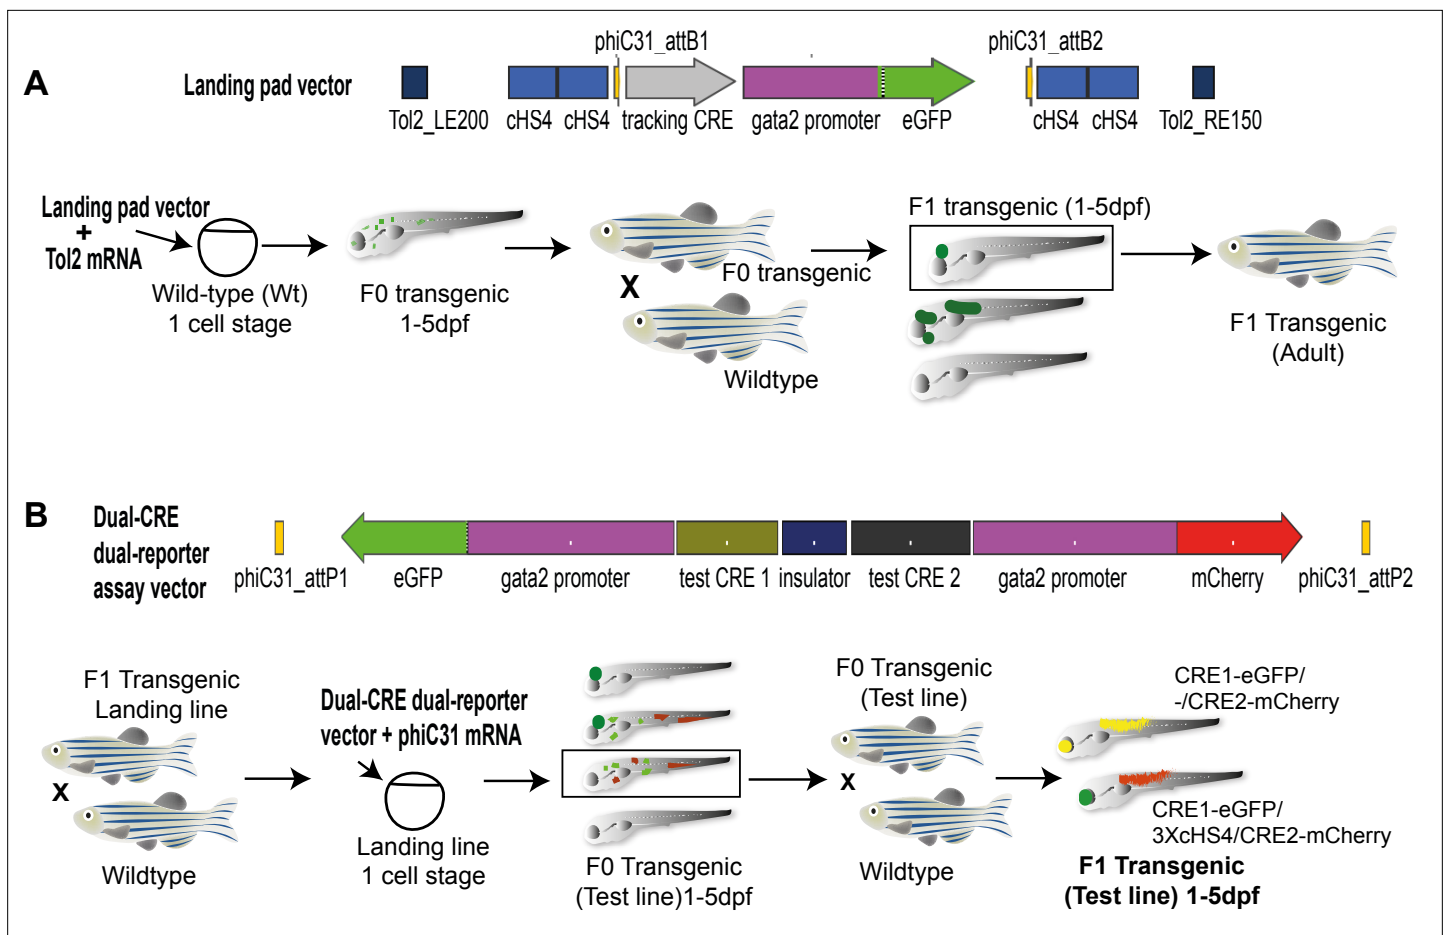 A
Landing pad vector
phiC31_attB1
phiC31_attB2
Tol2_LE200
cHS4
cHS4
tracking CRE
gata2 promoter
eGFP
cHS4
cHS4
Tol2_RE150
Landing pad vector
+
Tol2 mRNA
Wild-type (Wt)
1 cell stage
F0 transgenic
1-5dpf
X
F0 transgenic
Wildtype
F1 transgenic (1-5dpf)
F1 Transgenic
(Adult)
B
Dual-CRE
dual-reporter
assay vector
phiC31_attP1
eGFP
gata2 promoter
test CRE 1
insulator
test CRE 2
gata2 promoter
mCherry
phiC31_attP2
F1 Transgenic
Landing line
X
Wildtype
Dual-CRE dual-reporter
vector + phiC31 mRNA
Landing line
1 cell stage
F0 Transgenic
(Test line)1-5dpf
F0 Transgenic
(Test line)
X
Wildtype
CRE1-eGFP/
-/CRE2-mCherry
CRE1-eGFP/
3XcHS4/CRE2-mCherry
F1 Transgenic
(Test line) 1-5dpf